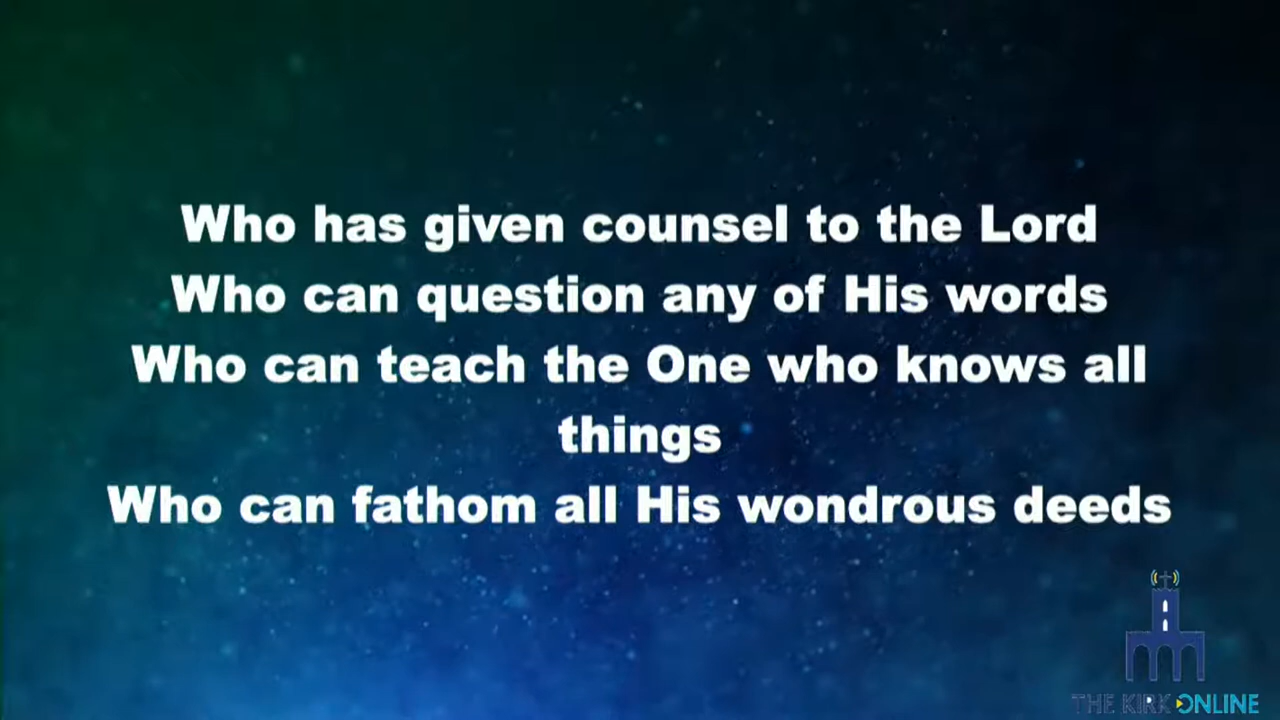 Who has given counsel to the Lord
Who can question any of His words
Who can teach the One who knows all
things
Who can fathom all His wondrous deeds
THE KIRK ONLINE